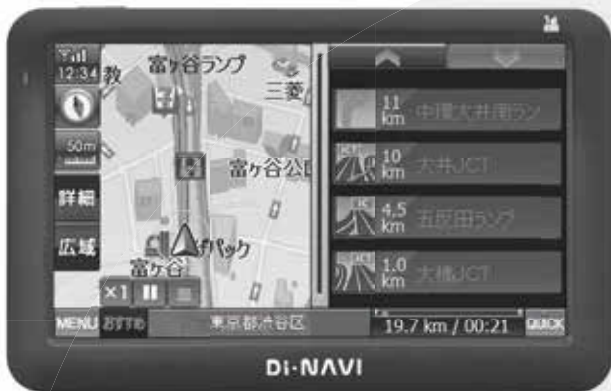 12:34
教
富ヶ谷ランプ
三菱
50m
富ヶ谷公
詳細
広域
パック
富ヶ谷
×1
MENU
おすすめ
東京都渋谷区
11 km 中環大井南ラン
JCT 10 km 大井JCT
IC 4.5 km 五反田ランプ
JCT 1.0 km 大橋JCT
19.7 km / 00:21
QUICK
Di-NAVI